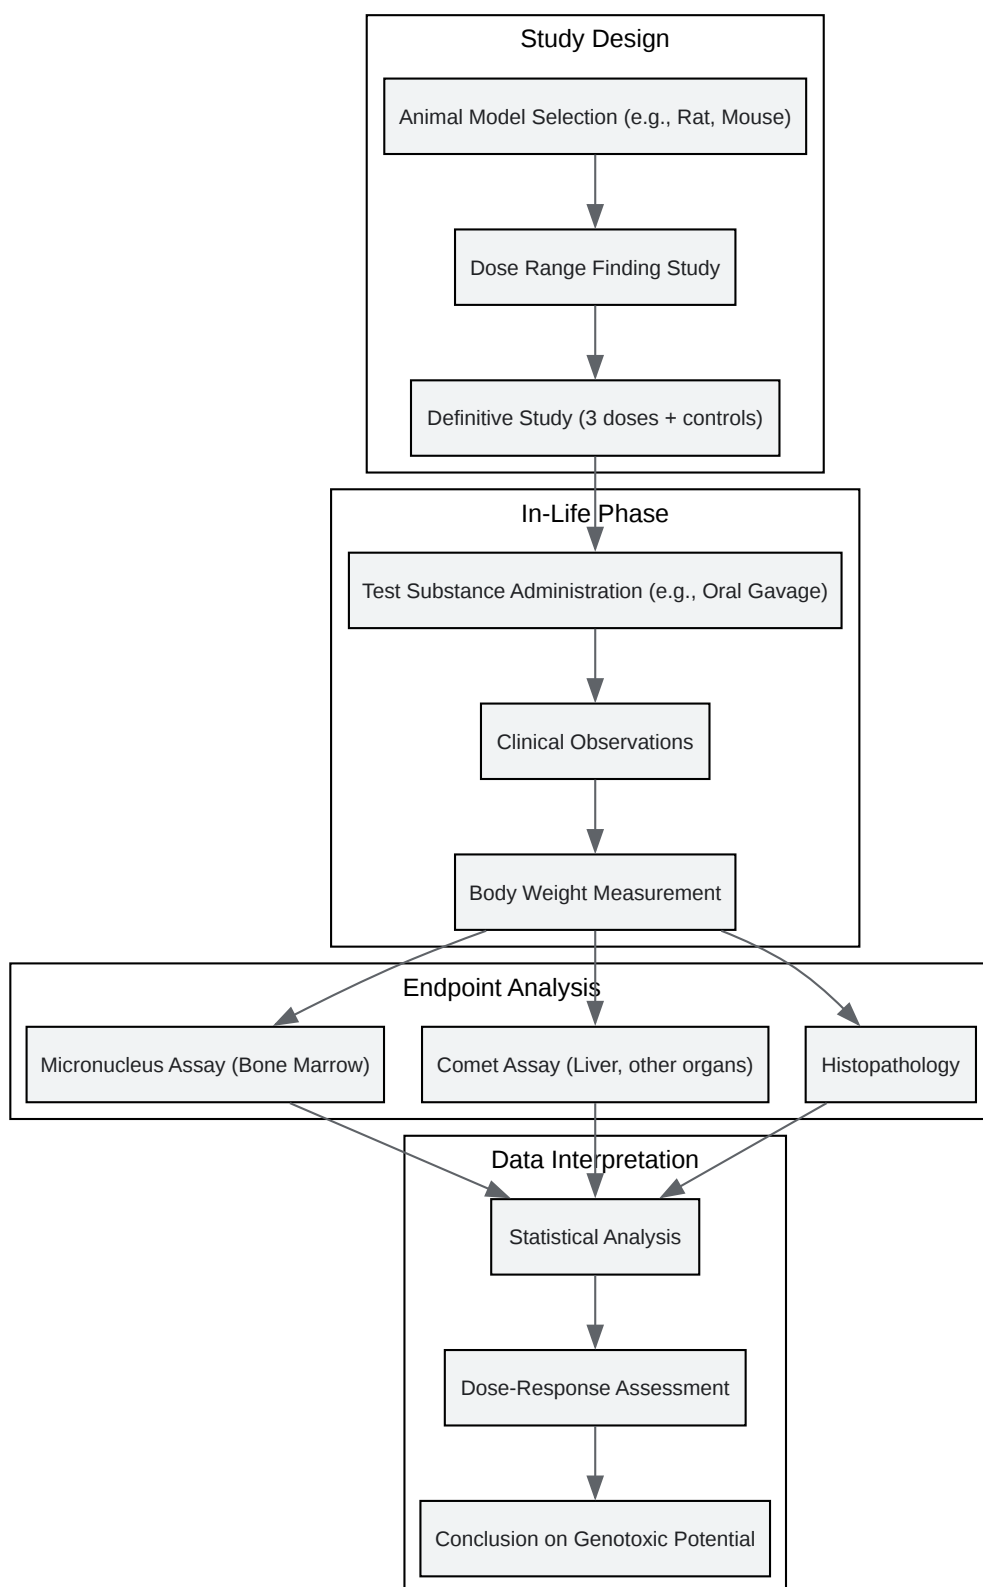 Study Design
Animal Model Selection (e.g., Rat, Mouse)
Dose Range Finding Study
Definitive Study (3 doses + controls)
In-Life Phase
Test Substance Administration (e.g., Oral Gavage)
Clinical Observations
Body Weight Measurement
Endpoint Analysis
Micronucleus Assay (Bone Marrow)
Comet Assay (Liver, other organs)
Histopathology
Data Interpretation
Statistical Analysis
Dose-Response Assessment
Conclusion on Genotoxic Potential